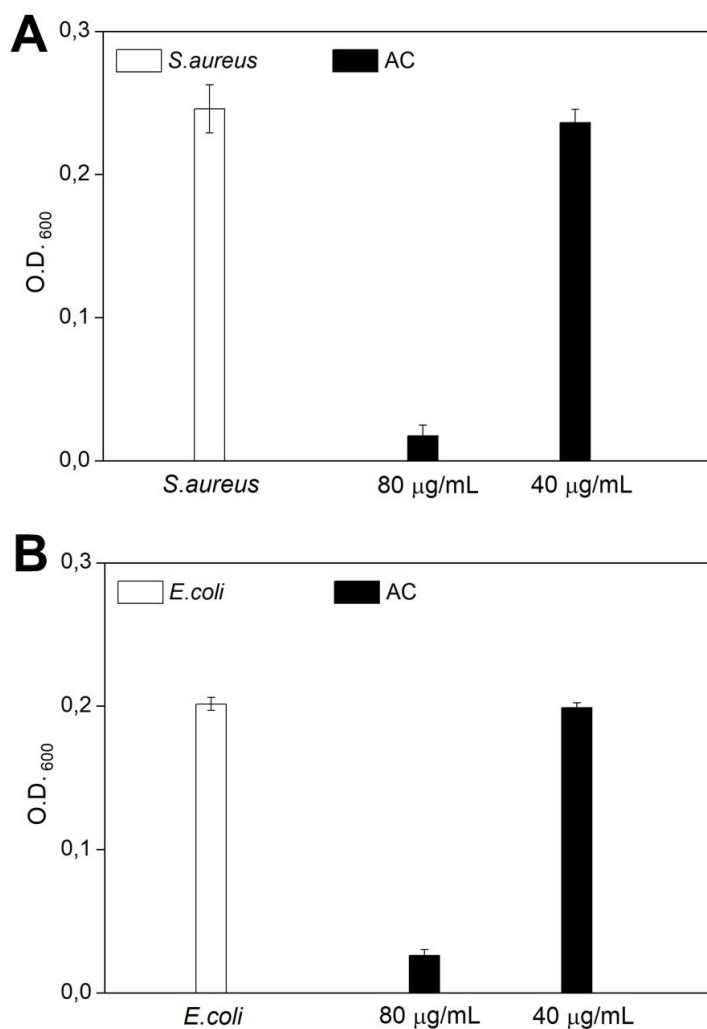 A
S.aureus AC
0,3
0,2
0,1
0,0
O.D.600
S.aureus 80 μg/mL 40 μg/mL
B
E.coli AC
0,3
0,2
0,1
0,0
O.D.600
E.coli 80 μg/mL 40 μg/mL